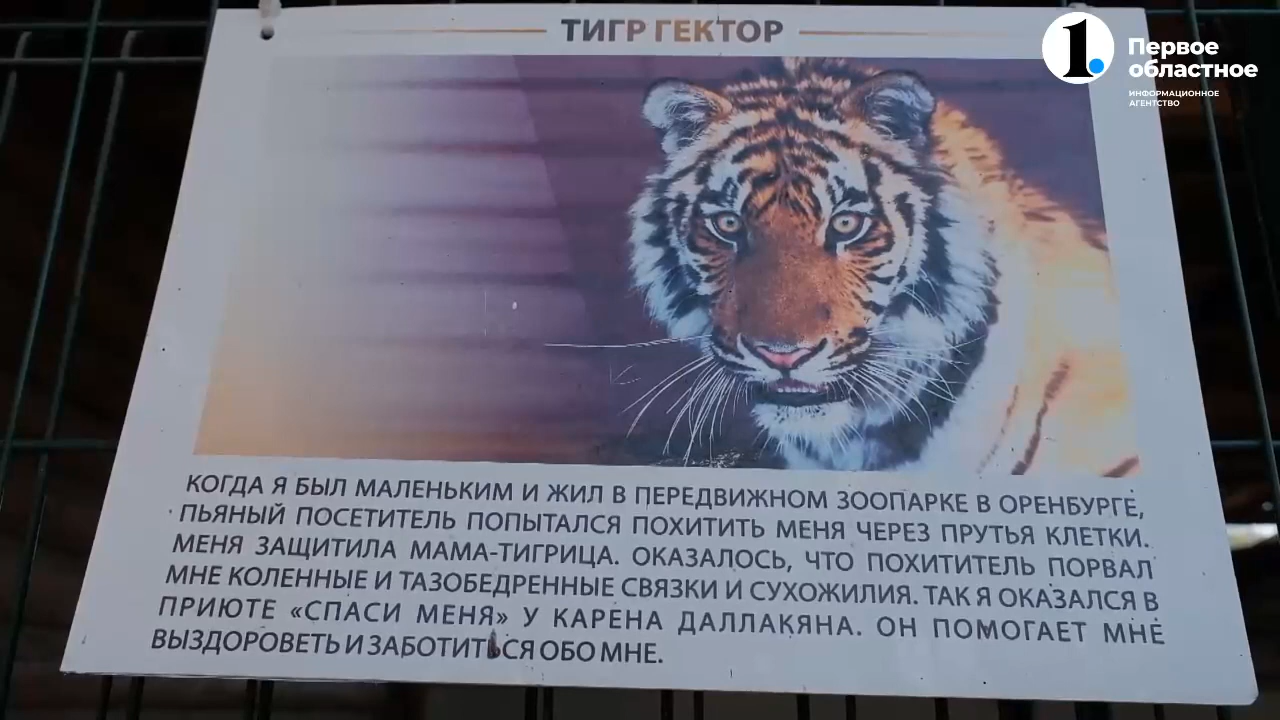 ТИГР ГЕКТОР
1.
Первое
областное
ИНФОРМАЦИОННОЕ
АГЕНТСТВО
КОГДА Я БЫЛ МАЛЕНЬКИМ И ЖИЛ В ПЕРЕДВИЖНОМ ЗООПАРКЕ В ОРЕНБУРГЕ,
ПЬЯНЫЙ ПОСЕТИТЕЛЬ ПОПЫТАЛСЯ ПОХИТИТЬ МЕНЯ ЧЕРЕЗ ПРУТЬЯ КЛЕТКИ.
МЕНЯ ЗАЩИТИЛА МАМА-ТИГРИЦА. ОКАЗАЛОСЬ, ЧТО ПОХИТИТЕЛЬ ПОРВАЛ
МНЕ КОЛЕННЫЕ И ТАЗОБЕДРЕННЫЕ СВЯЗКИ И СУХОЖИЛИЯ. ТАК Я ОКАЗАЛСЯ В
ПРИЮТЕ «СПАСИ МЕНЯ» У КАРЕНА ДАЛЛАКЯНА. ОН ПОМОГАЕТ МНЕ
ВЫЗДОРОВЕТЬ И ЗАБОТИТЬСЯ ОБО МНЕ.